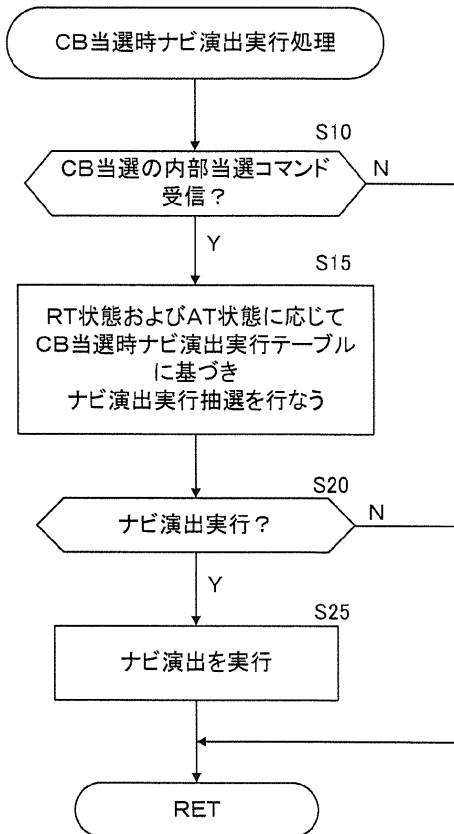 CB当選時ナビ演出実行処理
S10
CB当選の内部当選コマンド
受信?
N
Y
S15
RT状態およびAT状態に応じて
CB当選時ナビ演出実行テーブル
に基づき
ナビ演出実行抽選を行なう
S20
ナビ演出実行?
N
Y
S25
ナビ演出を実行
RET